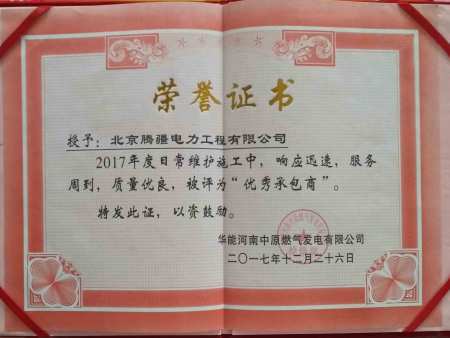 荣誉证书
授予：北京腾疆电力工程有限公司
2017年度日常维护施工中，响应迅速，服务
周到，质量优良，被评为“优秀承包商”。
特发此证，以资鼓励。
华能河南中原燃气发电有限公司
二〇一七年十二月二十六日